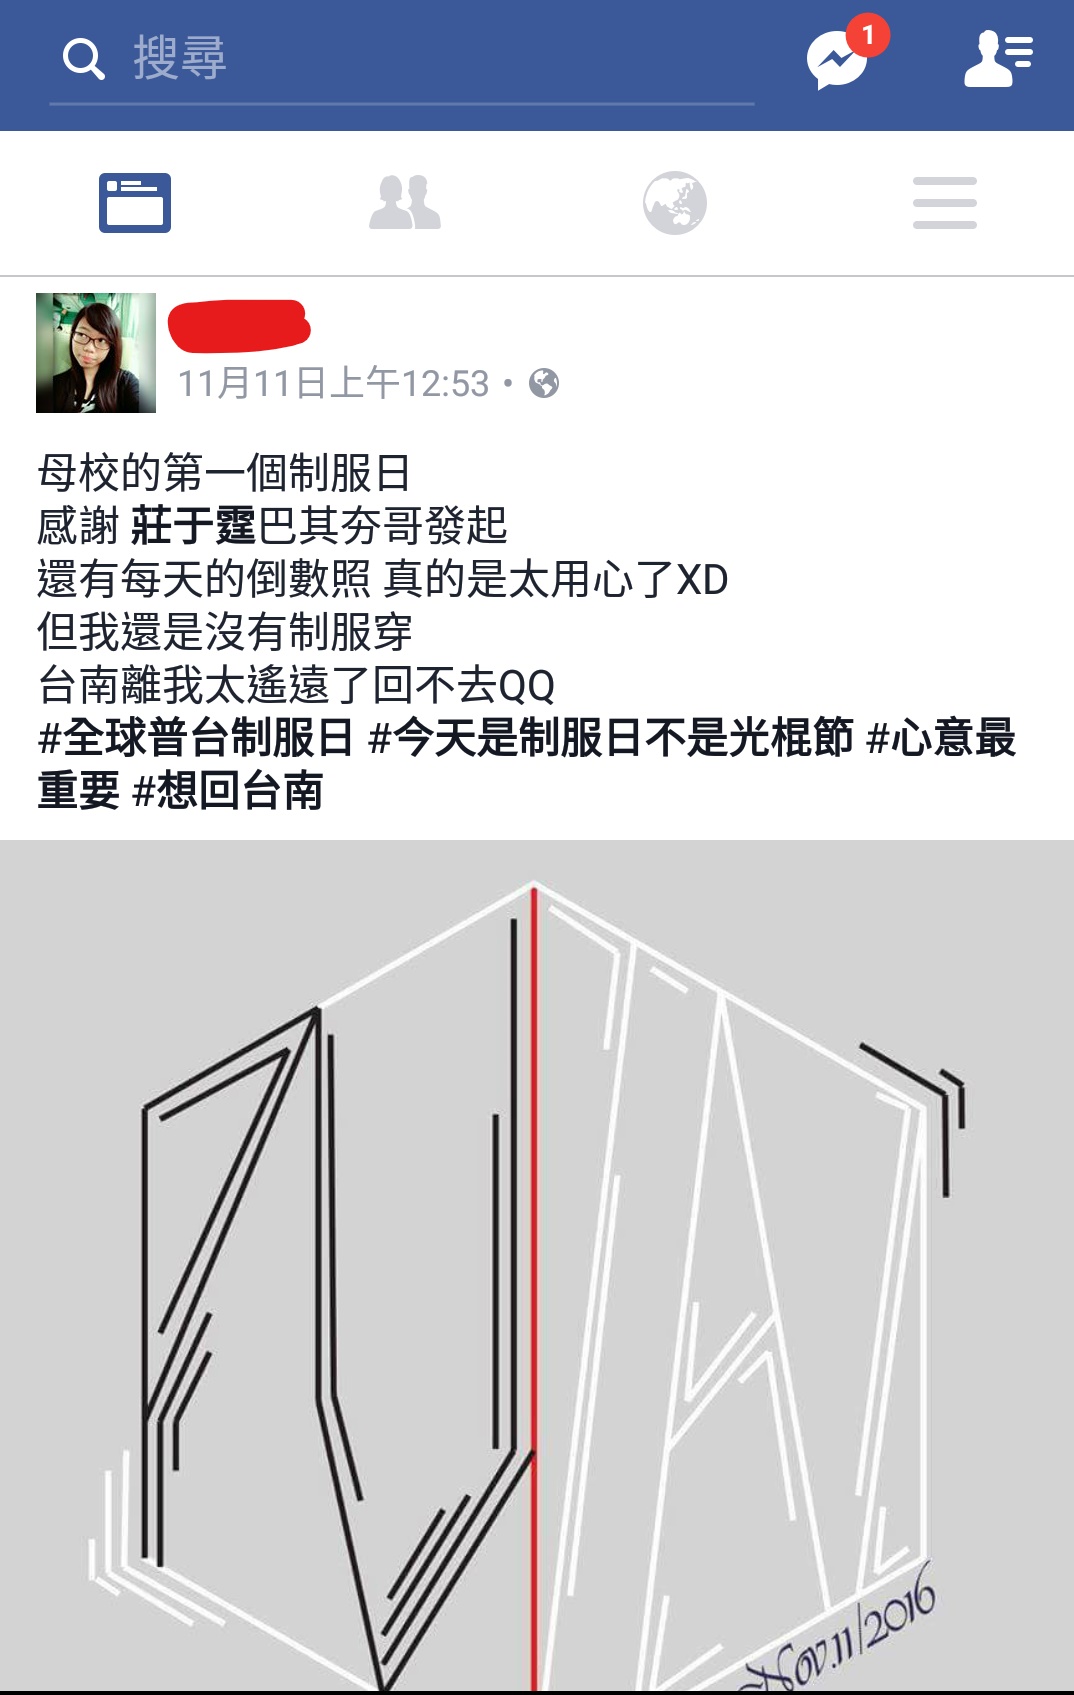 搜尋
1
11月11日上午12:53
母校的第一個制服日
感謝 莊于霆巴其夯哥發起
還有每天的倒數照 真的是太用心了XD
但我還是沒有制服穿
台南離我太遙遠了回不去QQ
#全球普台制服日 #今天是制服日不是光棍節 #心意最
重要 #想回台南
Nov.11/2016